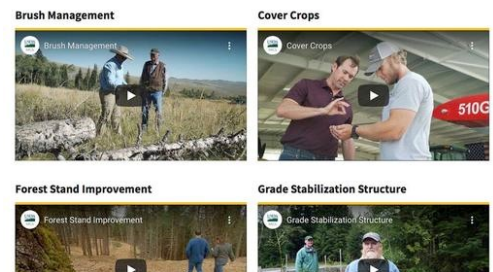 Brush Management
Cover Crops
Brush Management
Cover Crops
510G
Forest Stand Improvement
Grade Stabilization Structure
Forest Stand Improvement
Grade Stabilization Structure